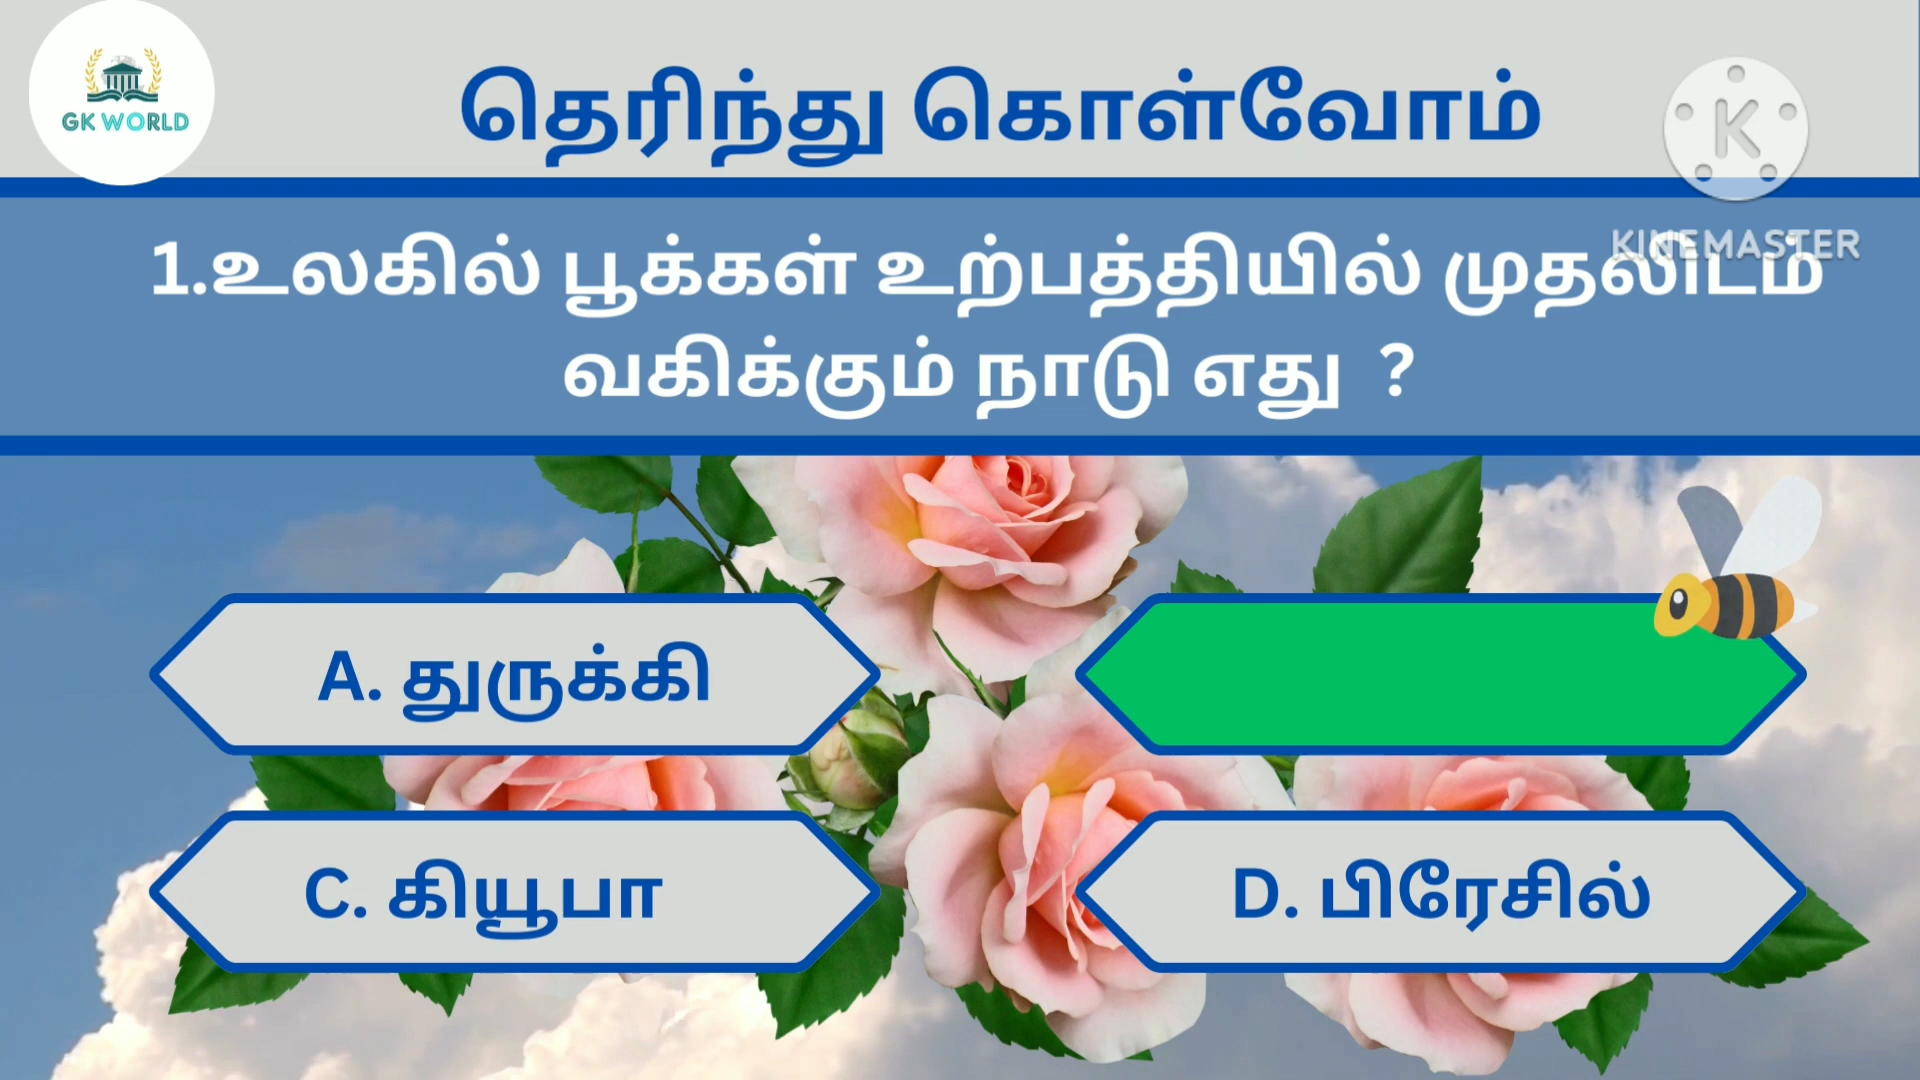 GK WORLD
தெரிந்து கொள்வோம்
K
KINEMASTER
1.உலகில் பூக்கள் உற்பத்தியில் முதலிடம்
வகிக்கும் நாடு எது ?
A. துருக்கி
C. கியூபா
D. பிரேசில்